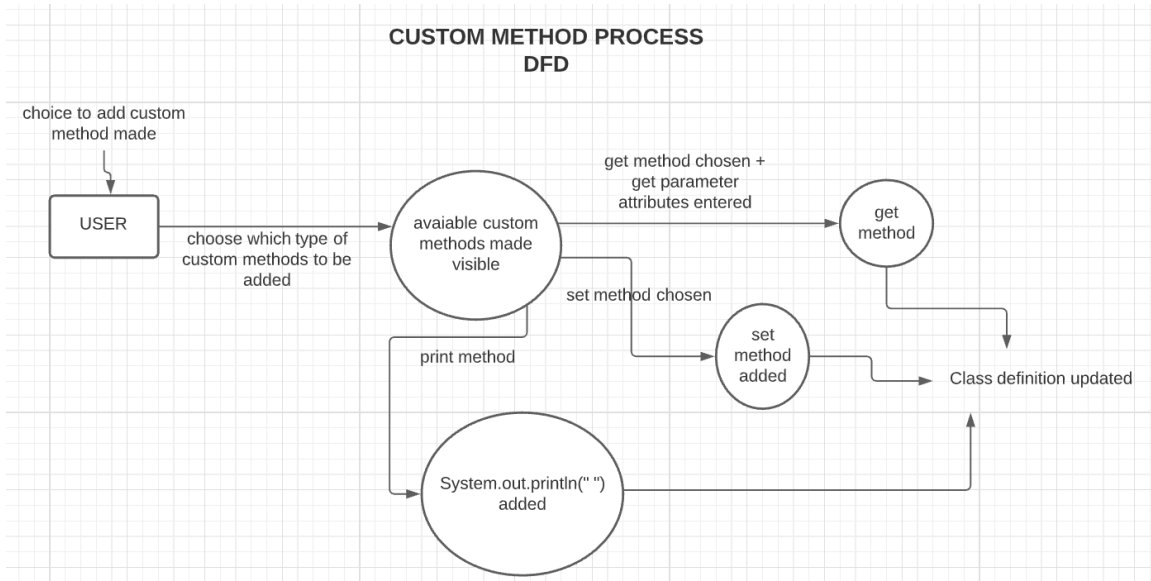 CUSTOM METHOD PROCESS
DFD
choice to add custom
method made
USER
choose which type of
custom methods to be
added
avaiable custom
methods made
visible
get method chosen +
get parameter
attributes entered
get
method
set method chosen
set
method
added
print method
System.out.println(" ")
added
Class definition updated